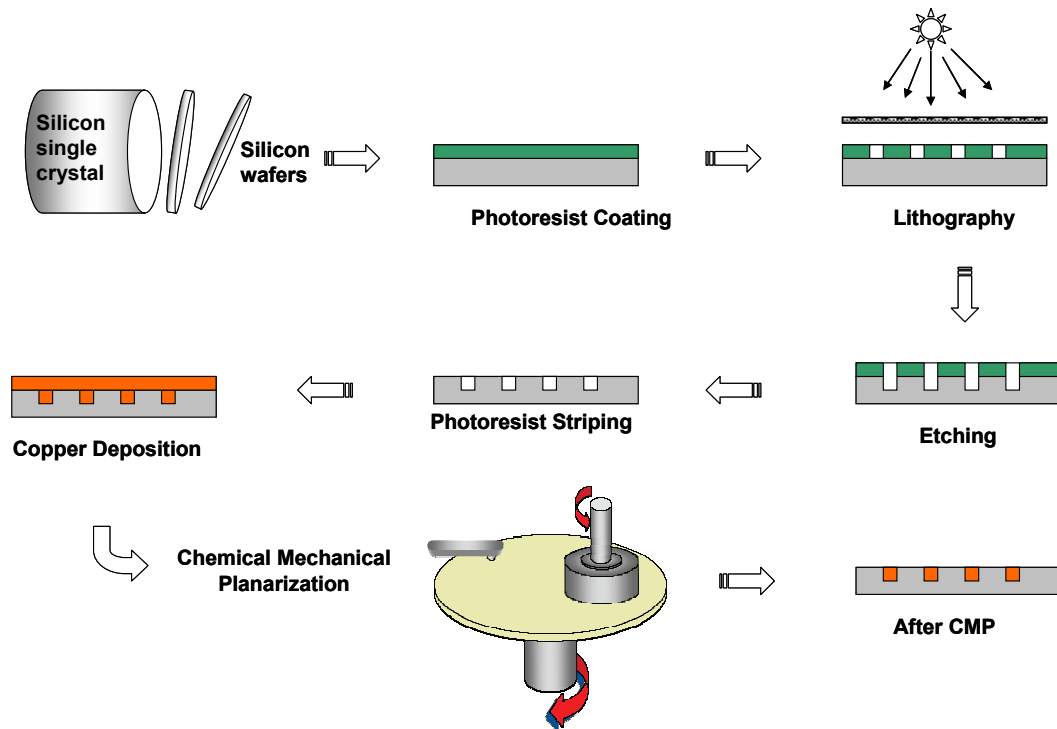 Silicon
single
crystal
Silicon
wafers
Photoresist Coating
Lithography
Copper Deposition
Photoresist Striping
Etching
Chemical Mechanical
Planarization
After CMP